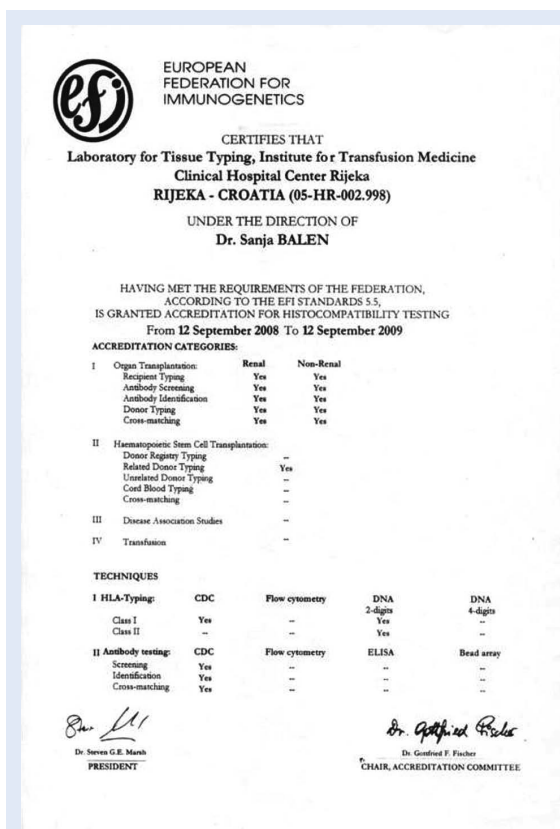 efi
EUROPEAN
FEDERATION FOR
IMMUNOGENETICS
CERTIFIES THAT
Laboratory for Tissue Typing, Institute for Transfusion Medicine
Clinical Hospital Center Rijeka
RIJEKA - CROATIA (05-HR-002.998)
UNDER THE DIRECTION OF
Dr. Sanja BALEN
HAVING MET THE REQUIREMENTS OF THE FEDERATION,
ACCORDING TO THE EFI STANDARDS 5.5,
IS GRANTED ACCREDITATION FOR HISTOCOMPATIBILITY TESTING
From 12 September 2008 To 12 September 2009
ACCREDITATION CATEGORIES:
I Organ Transplantation: Renal Non-Renal
Recipient Typing Yes Yes
Antibody Screening Yes Yes
Antibody Identification Yes Yes
Donor Typing Yes Yes
Cross-matching Yes Yes
II Haematopoietic Stem Cell Transplantation:
Donor Registry Typing --
Related Donor Typing Yes
Unrelated Donor Typing --
Cord Blood Typing --
Cross-matching --
III Disease Association Studies --
IV Transfusion --
TECHNIQUES
I HLA-Typing: CDC Flow cytometry DNA DNA
2-digits 4-digits
Class I Yes -- Yes --
Class II -- -- Yes --
II Antibody testing: CDC Flow cytometry ELISA Bead array
Screening Yes -- -- --
Identification Yes -- -- --
Cross-matching Yes -- -- --
Dr. Gottfried Fischer
Dr. Steven G.E. Marsh
PRESIDENT
Dr. Gottfried F. Fischer
CHAIR, ACCREDITATION COMMITTEE